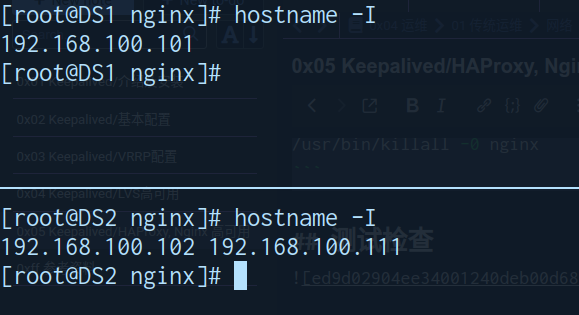 [root@DS1 nginx]# hostname -I
192.168.100.101
[root@DS1 nginx]#
0x02 Keepalived/基本配置
0x03 Keepalived/VRRP配置
0x04 Keepalived/LVS高可用
0x05 Keepalived/HAProxy, Ngi
B I
/usr/bin/killall -0 nginx
```
[root@DS2 nginx]# hostname -I
192.168.100.102 192.168.100.111
[root@DS2 nginx]#
测试检查
![ed9d02904ee34001240deb00d68